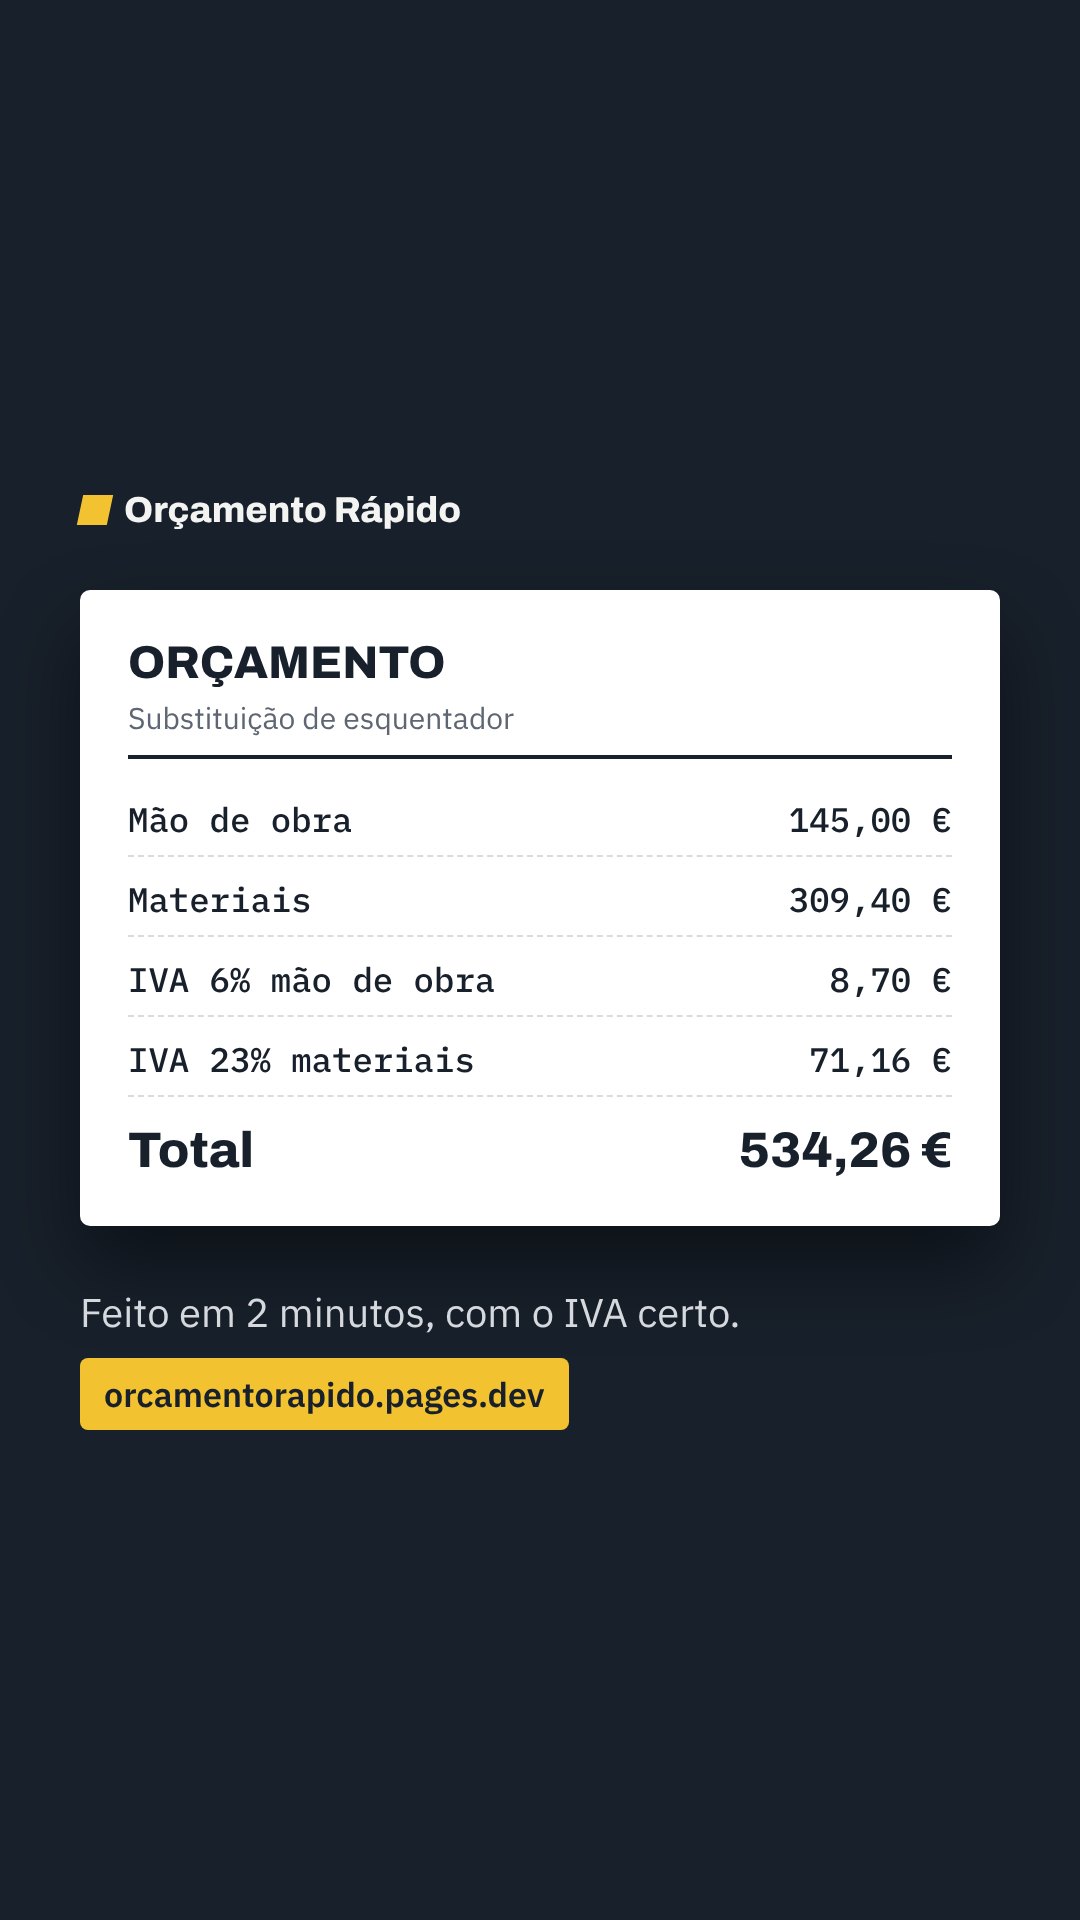 Orçamento Rápido
ORÇAMENTO
Substituição de esquentador
Mão de obra 145,00 €
Materiais 309,40 €
IVA 6% mão de obra 8,70 €
IVA 23% materiais 71,16 €
Total 534,26 €
Feito em 2 minutos, com o IVA certo.
orcamentorapido.pages.dev